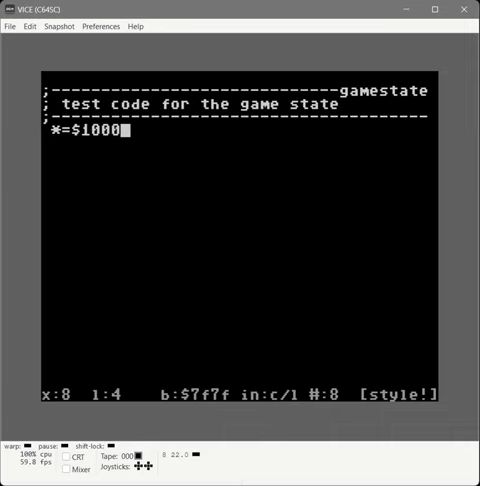 VICE (C64SC)
File Edit Snapshot Preferences Help
;-----------------------------gamestate
; test code for the game state
;--------------------------------------
*=$1000
x:8 l:4 b:$7f7f in:c/l #:8 [style!]
warp: pause: shift-lock:
100% cpu
59.8 fps
CRT
Mixer
Tape: 000
Joysticks:
8 22.0